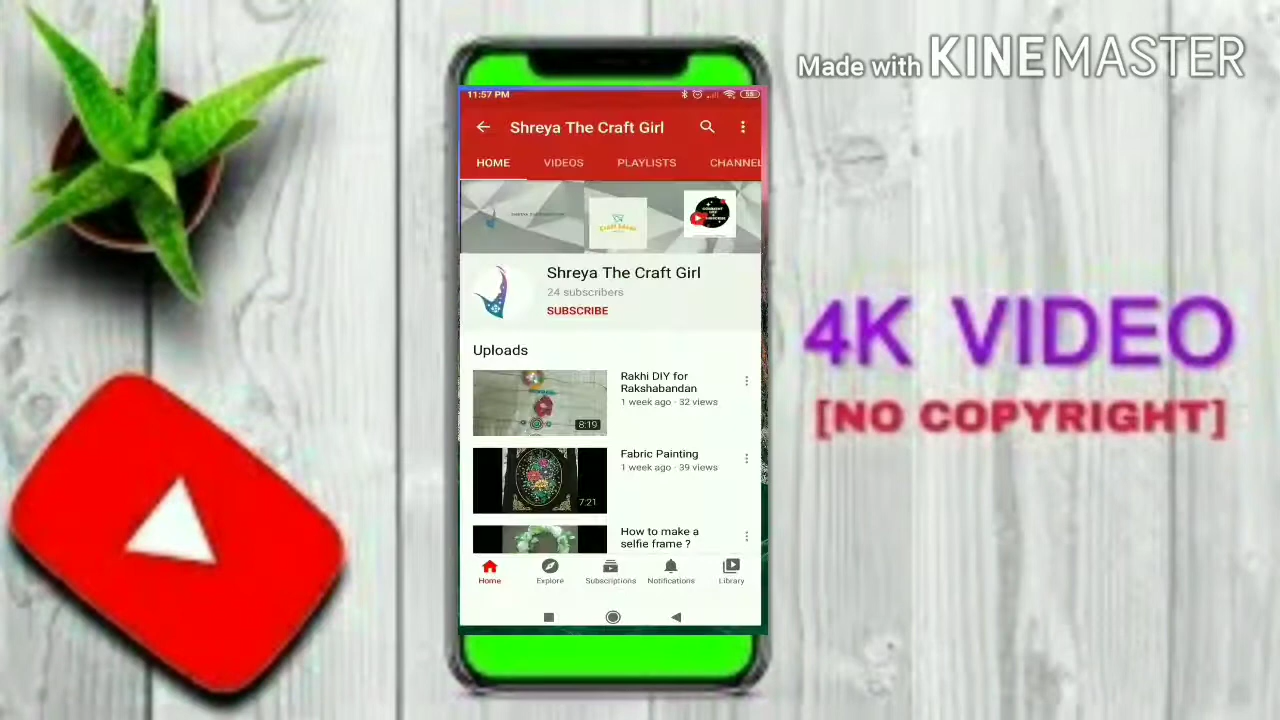 Made with KINEMASTER
11:57 PM
55
Shreya The Craft Girl
HOME VIDEOS PLAYLISTS CHANNEL
Shreya The Craft Girl
24 subscribers
SUBSCRIBE
Uploads
Rakhi DIY for
Rakshabandan
1 week ago · 32 views
8:19
Fabric Painting
1 week ago · 39 views
7:21
How to make a
selfie frame ?
Home Explore Subscriptions Notifications Library
4K VIDEO
[NO COPYRIGHT]